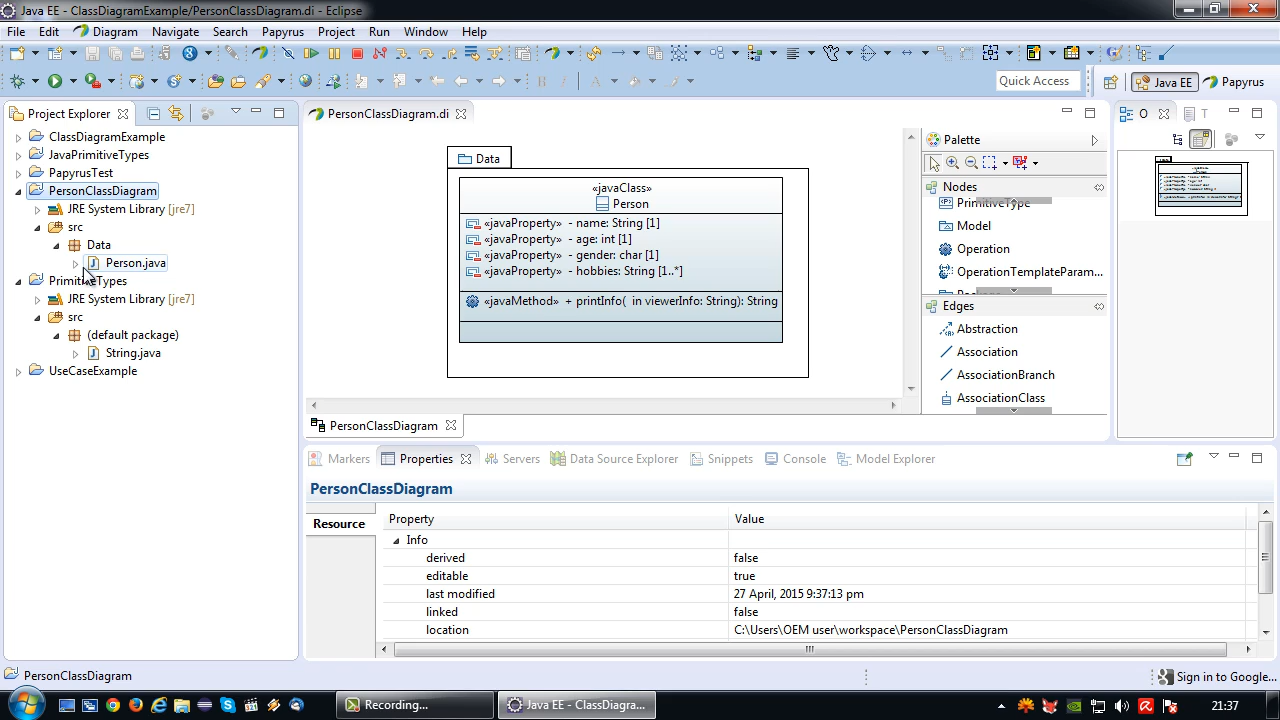 Java EE - ClassDiagramExample/PersonClassDiagram.di - Eclipse
File Edit Diagram Navigate Search Papyrus Project Run Window Help
Quick Access
Java EE
Papyrus
Project Explorer
ClassDiagramExample
JavaPrimitiveTypes
PapyrusTest
PersonClassDiagram
JRE System Library [jre7]
src
Data
Person.java
PrimitiveTypes
JRE System Library [jre7]
src
(default package)
String.java
UseCaseExample
PersonClassDiagram.di
Data
«javaClass»
Person
«javaProperty» - name: String [1]
«javaProperty» - age: int [1]
«javaProperty» - gender: char [1]
«javaProperty» - hobbies: String [1..*]
«javaMethod» + printInfo( in viewerInfo: String): String
PersonClassDiagram
Palette
Nodes
PrimitiveType
Model
Operation
OperationTemplateParam...
Edges
Abstraction
Association
AssociationBranch
AssociationClass
O
T
Markers
Properties
Servers
Data Source Explorer
Snippets
Console
Model Explorer
PersonClassDiagram
Resource
Property Value
Info
derived false
editable true
last modified 27 April, 2015 9:37:13 pm
linked false
location C:\Users\OEM user\workspace\PersonClassDiagram
PersonClassDiagram
Sign in to Google...
Recording...
Java EE - ClassDiagra...
21:37